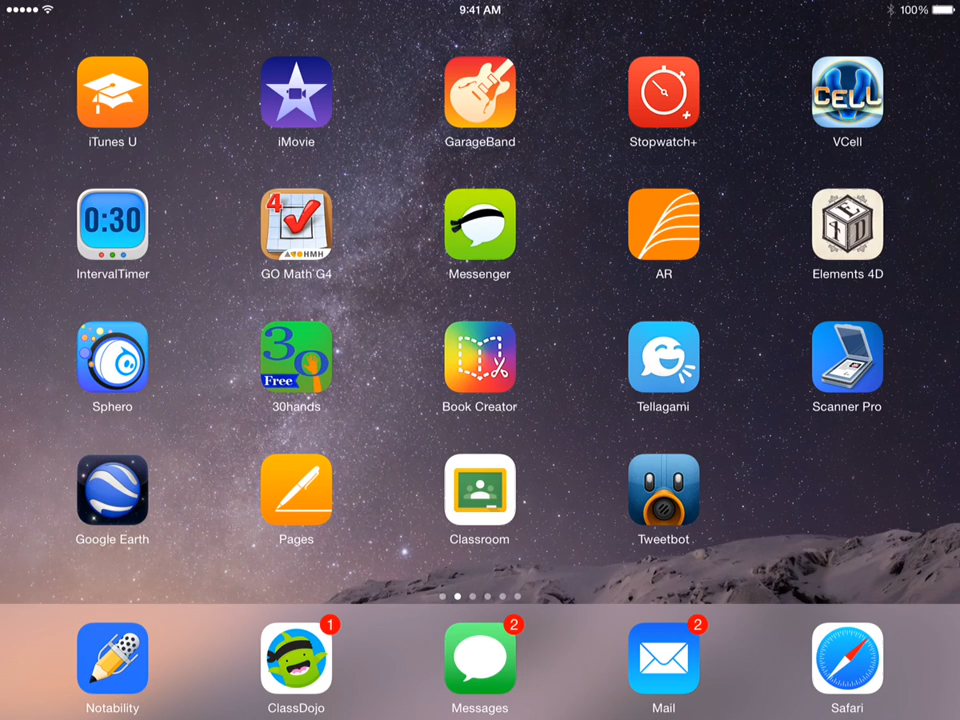 9:41 AM
100%
iTunes U
iMovie
GarageBand
Stopwatch+
CELL
VCell
0:30
IntervalTimer
4
HMH
GO Math G4
Messenger
AR
E
4
D
Elements 4D
Sphero
30
Free
30hands
Book Creator
Tellagami
Scanner Pro
Google Earth
Pages
Classroom
Tweetbot
Notability
1
ClassDojo
2
Messages
2
Mail
Safari